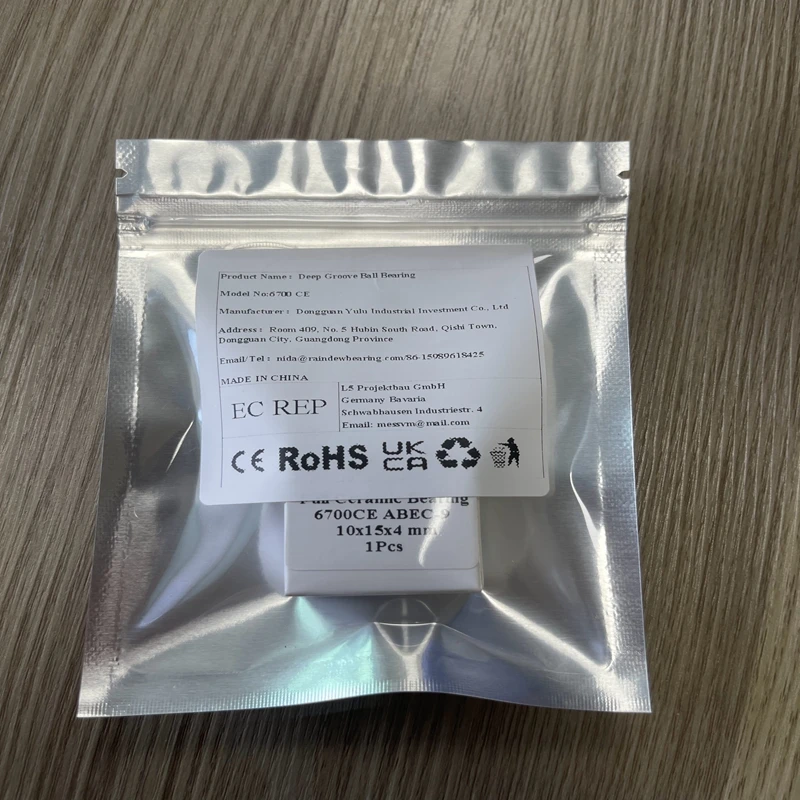 Product Name: Deep Groove Ball Bearing
Model No:6700 CE
Manufacturer: Dongguan Yulu Industrial Investment Co., Ltd
Address: Room 409, No. 5 Hubin South Road, Qishi Town,
Dongguan City, Guangdong Province
Email/Tel: nida@raindewbearing.com/86-15989618425
MADE IN CHINA
EC REP
L5 Projektbau GmbH
Germany Bavaria
Schwabhausen Industriestr. 4
Email: messvm@mail.com
CE RoHS UK CA
Full Ceramic Bearing
6700CE ABEC-9
10x15x4 mm
1Pcs